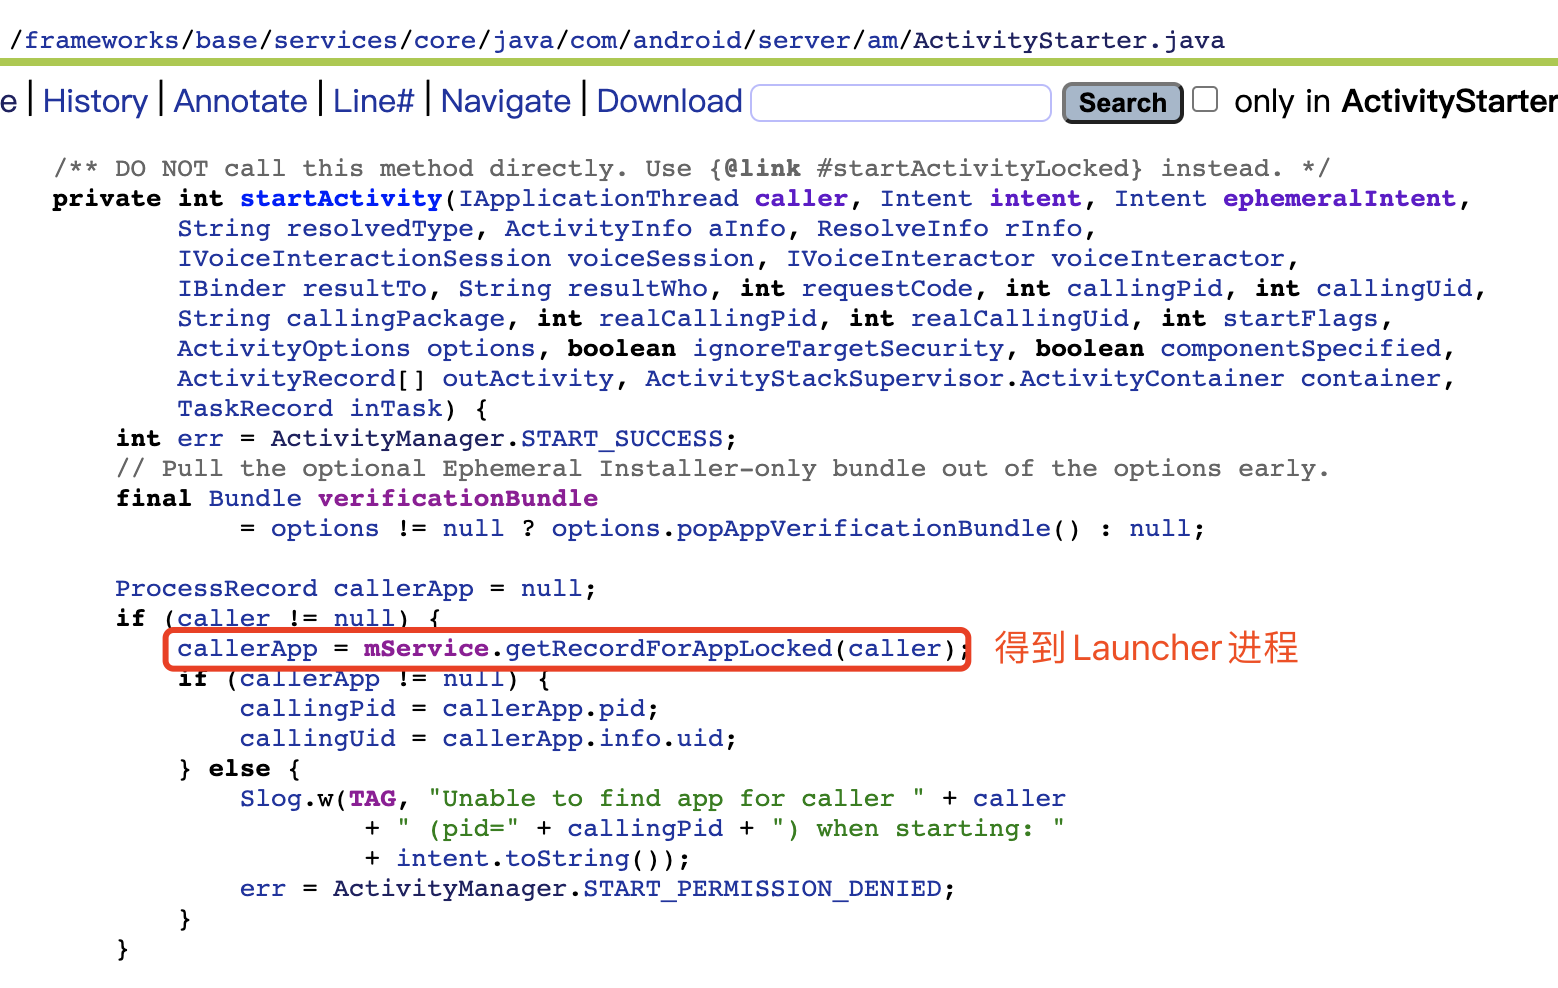 /frameworks/base/services/core/java/com/android/server/am/ActivityStarter.java
e | History | Annotate | Line# | Navigate | Download Search only in ActivityStarter
/** DO NOT call this method directly. Use {@link #startActivityLocked} instead. */
private int startActivity(IApplicationThread caller, Intent intent, Intent ephemeralIntent,
String resolvedType, ActivityInfo aInfo, ResolveInfo rInfo,
IVoiceInteractionSession voiceSession, IVoiceInteractor voiceInteractor,
IBinder resultTo, String resultWho, int requestCode, int callingPid, int callingUid,
String callingPackage, int realCallingPid, int realCallingUid, int startFlags,
ActivityOptions options, boolean ignoreTargetSecurity, boolean componentSpecified,
ActivityRecord[] outActivity, ActivityStackSupervisor.ActivityContainer container,
TaskRecord inTask) {
int err = ActivityManager.START_SUCCESS;
// Pull the optional Ephemeral Installer-only bundle out of the options early.
final Bundle verificationBundle
= options != null ? options.popAppVerificationBundle() : null;
ProcessRecord callerApp = null;
if (caller != null) {
callerApp = mService.getRecordForAppLocked(caller); 得到Launcher进程
if (callerApp != null) {
callingPid = callerApp.pid;
callingUid = callerApp.info.uid;
} else {
Slog.w(TAG, "Unable to find app for caller " + caller
+ " (pid=" + callingPid + ") when starting: "
+ intent.toString());
err = ActivityManager.START_PERMISSION_DENIED;
}
}